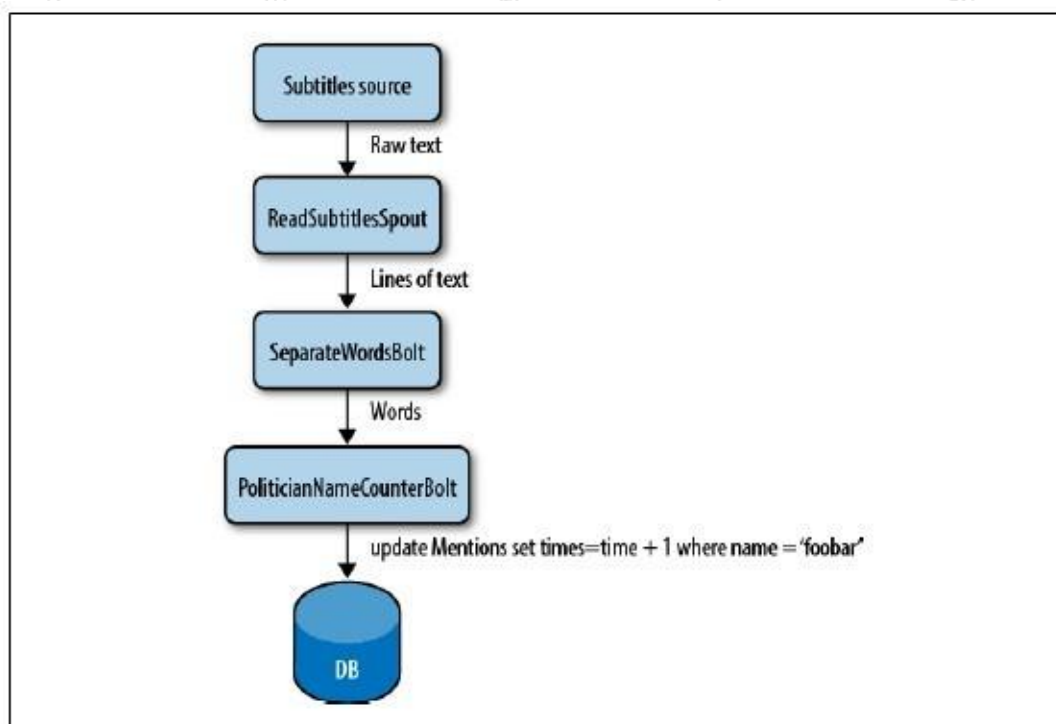 Subtitles source
Raw text
ReadSubtitlesSpout
Lines of text
SeparateWordsBolt
Words
PoliticianNameCounterBolt
update Mentions set times=time + 1 where name = ‘foobar’
DB